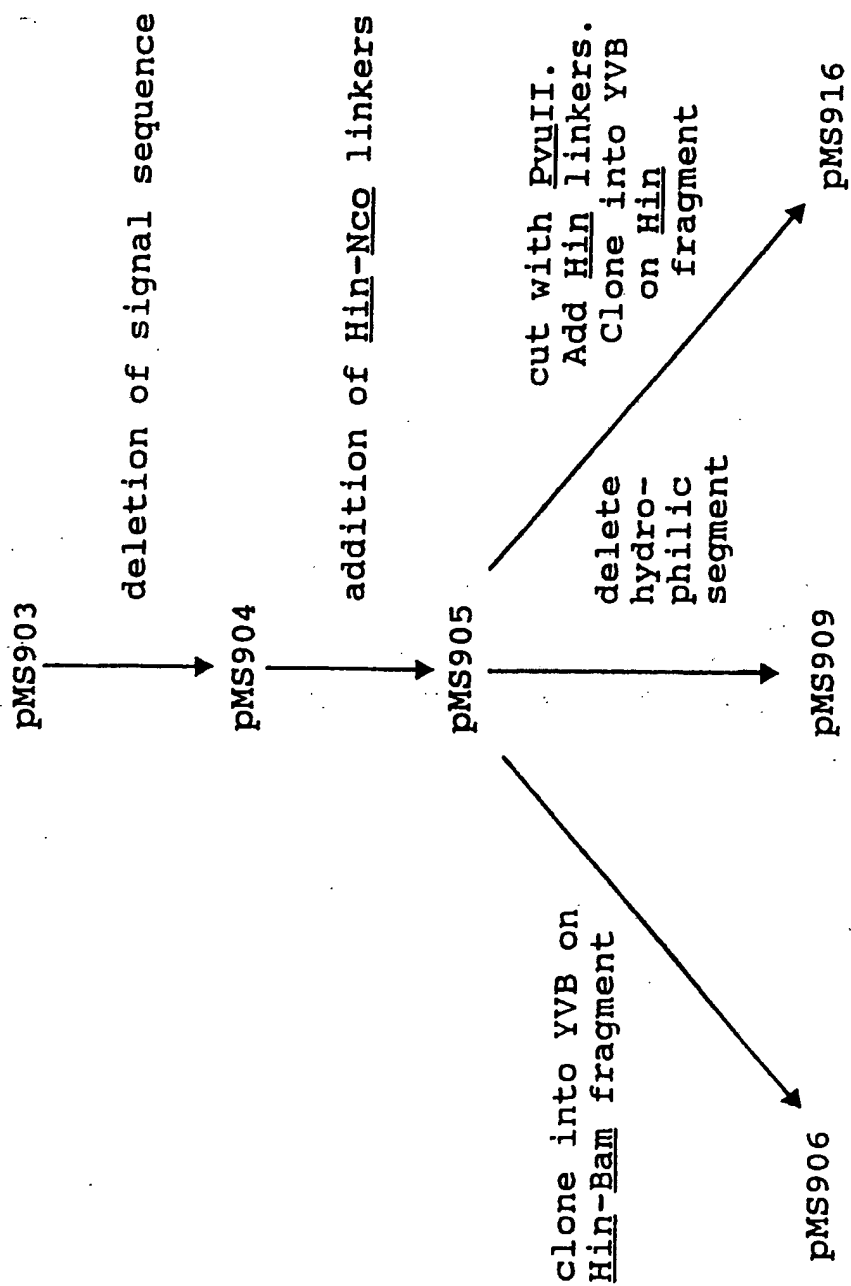 pMS903
deletion of signal sequence
pMS904
addition of Hin-Nco linkers
pMS905
clone into YVB on
Hin-Bam fragment
delete
hydro-
philic
segment
cut with PvuII.
Add Hin linkers.
Clone into YVB
on Hin
fragment
pMS906
pMS909
pMS916